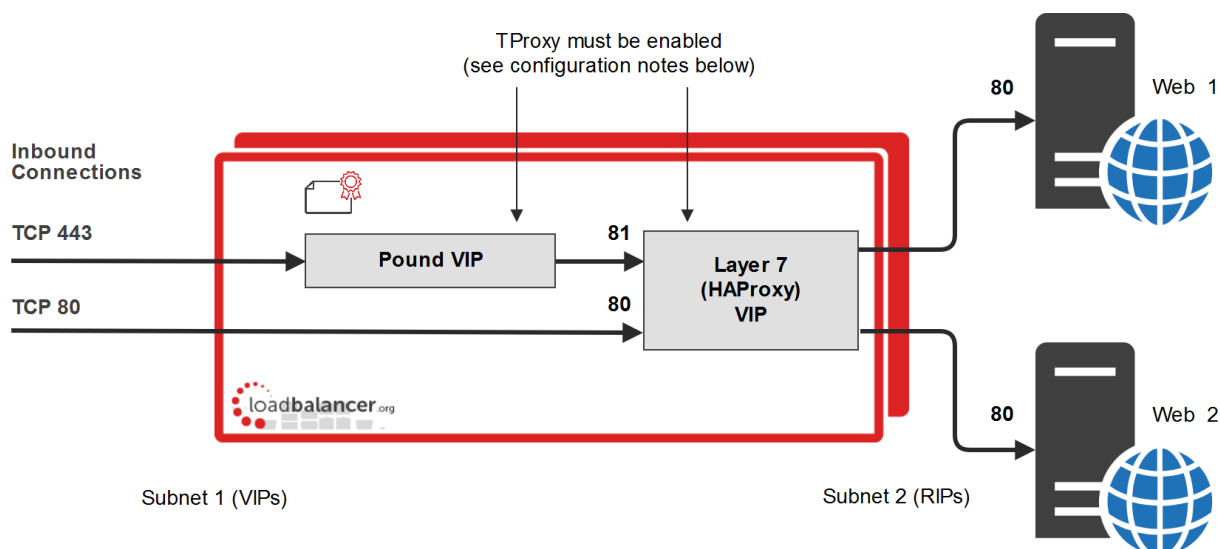 TProxy must be enabled
(see configuration notes below)
80
Web 1
Inbound
Connections
TCP 443
81
Pound VIP
Layer 7
(HAProxy)
VIP
TCP 80
80
loadbalancer.org
80
Web 2
Subnet 1 (VIPs)
Subnet 2 (RIPs)